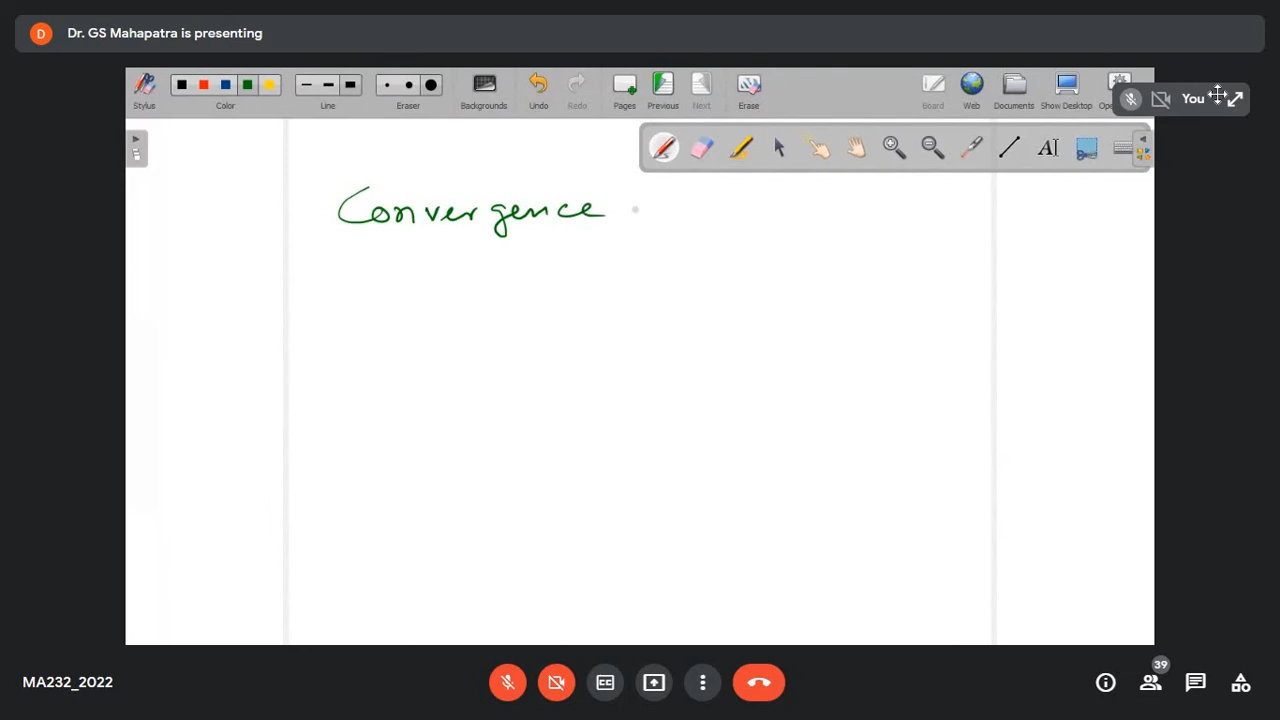 Dr. GS Mahapatra is presenting
D
Stylus Color Line Eraser Backgrounds Undo Redo Pages Previous Next Erase Board Web Documents Show Desktop
You
Convergence
MA232_2022
CC
39